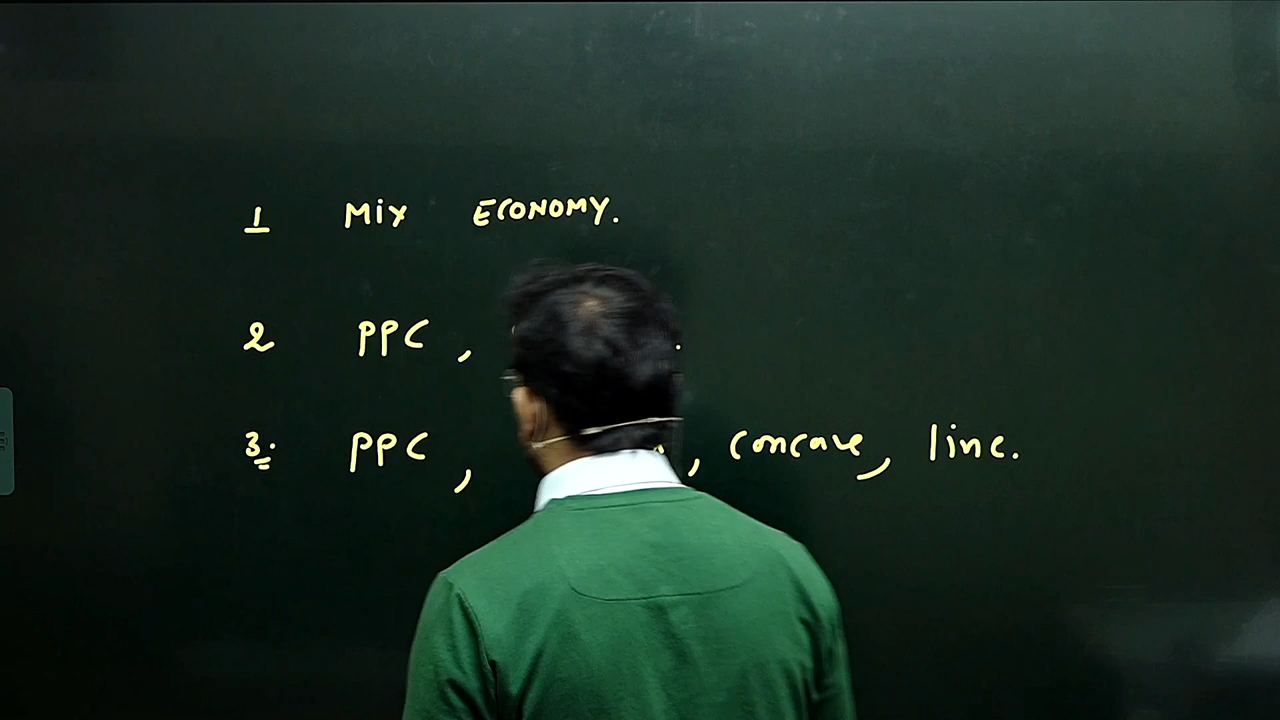 1 Mix ECONOMY.
2 PPC ,
3. PPC , , concave, line.